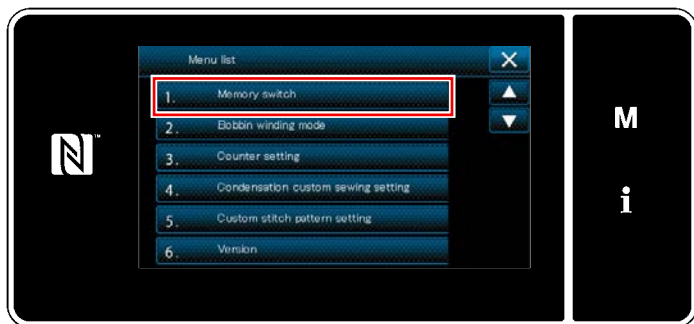 Menu list
1. Memory switch
2. Bobbin winding mode
3. Counter setting
4. Condensation custom sewing setting
5. Custom stitch pattern setting
6. Version
N
M
i